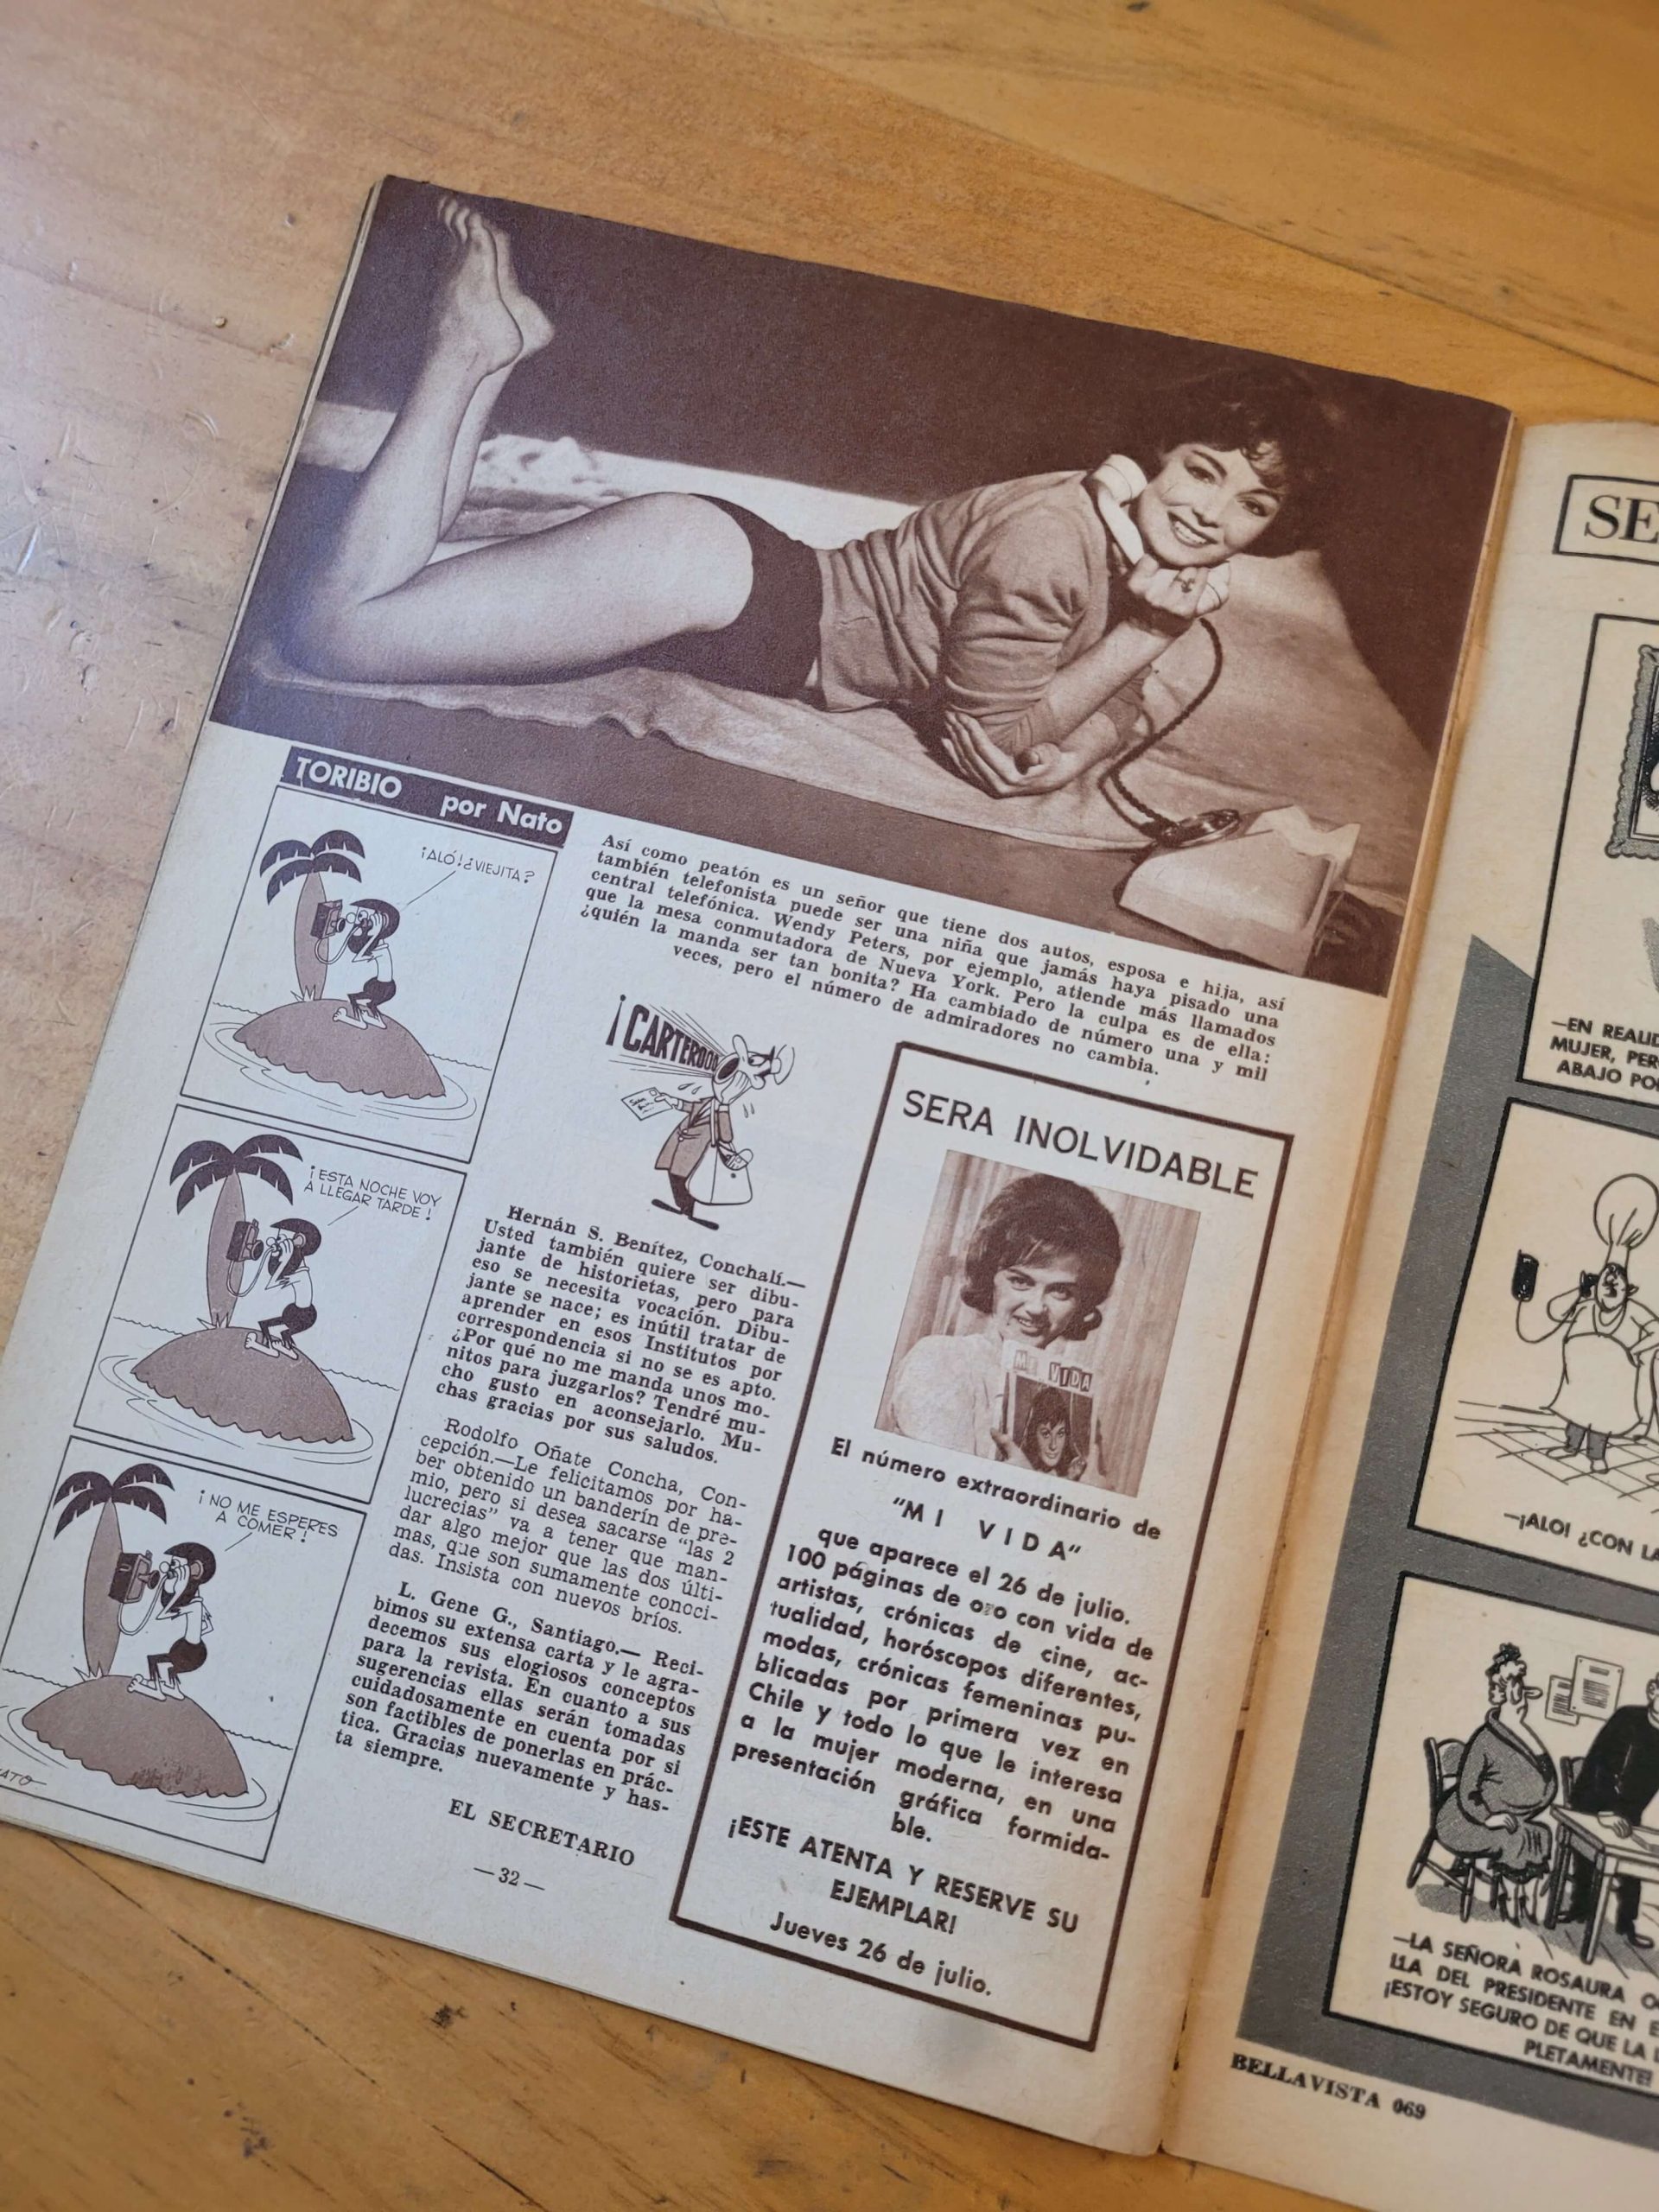 TORIBIO por Nato
¡ALÓ! ¿VIEJITA?
¡ESTA NOCHE VOY
A LLEGAR TARDE!
¡NO ME ESPERES
A COMER!
Así como peatón es un señor que tiene dos autos, esposa e hija, así
también telefonista puede ser una niña que jamás haya pisado una
central telefónica. Wendy Peters, por ejemplo, atiende más llamados
que la mesa conmutadora de Nueva York. Pero la culpa es de ella:
¿quién la manda ser tan bonita? Ha cambiado de número una y mil
veces, pero el número de admiradores no cambia.
¡CARTEROOO
Hernán S. Benítez, Conchalí.—
Usted también quiere ser dibu-
jante de historietas, pero para
eso se necesita vocación. Dibu-
jante se nace; es inútil tratar de
aprender en esos Institutos por
correspondencia si no se es apto.
¿Por qué no me manda unos mo-
nitos para juzgarlos? Tendré mu-
cho gusto en aconsejarlo. Mu-
chas gracias por sus saludos.
Rodolfo Oñate Concha, Con-
cepción.—Le felicitamos por ha-
ber obtenido un banderín de pre-
mio, pero si desea sacarse "las 2
lucrecias" va a tener que man-
dar algo mejor que las dos últi-
mas, que son sumamente conoci-
das. Insista con nuevos bríos.
L. Gene G., Santiago.— Reci-
bimos su extensa carta y le agra-
decemos sus elogiosos conceptos
para la revista. En cuanto a sus
sugerencias ellas serán tomadas
cuidadosamente en cuenta por si
son factibles de ponerlas en prác-
tica. Gracias nuevamente y has-
ta siempre.
EL SECRETARIO
—32—
SERA INOLVIDABLE
MI VIDA
El número extraordinario de
"MI VIDA"
que aparece el 26 de julio.
100 páginas de oro con vida de
artistas, crónicas de cine, ac-
tualidad, horóscopos diferentes,
modas, crónicas femeninas pu-
blicadas por primera vez en
Chile y todo lo que le interesa
a la mujer moderna, en una
presentación gráfica formida-
ble.
¡ESTE ATENTA Y RESERVE SU
EJEMPLAR!
Jueves 26 de julio.
SE
—EN REALID
MUJER, PER
ABAJO PO
—¡ALO! ¿CON LA
—LA SEÑORA ROSAURA
LLA DEL PRESIDENTE EN E
¡ESTOY SEGURO DE QUE LA
PLETAMENTE!
BELLAVISTA 069